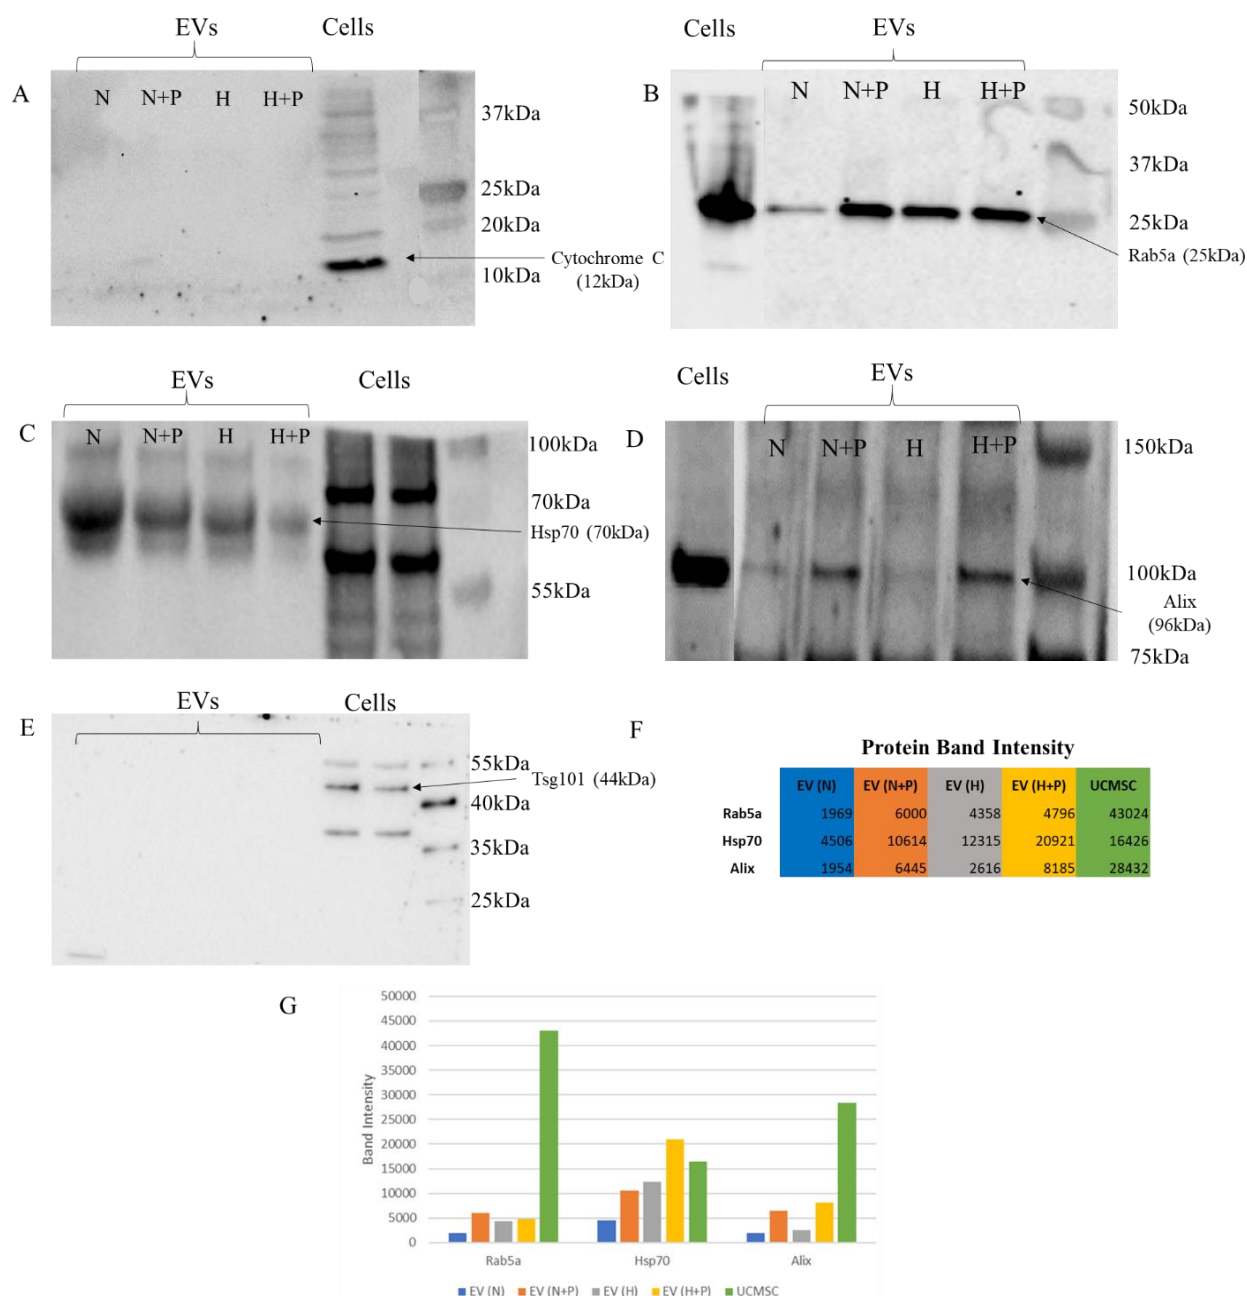 EVs
Cells
A
N
N+P
H
H+P
37kDa
25kDa
20kDa
10kDa
Cytochrome C
(12kDa)
Cells
EVs
B
N
N+P
H
H+P
50kDa
37kDa
25kDa
Rab5a (25kDa)
EVs
Cells
C
N
N+P
H
H+P
100kDa
70kDa
Hsp70 (70kDa)
55kDa
Cells
EVs
D
N
N+P
H
H+P
150kDa
100kDa
Alix
(96kDa)
75kDa
EVs
Cells
E
55kDa
Tsg101 (44kDa)
40kDa
35kDa
25kDa
F
Protein Band Intensity
EV (N) EV (N+P) EV (H) EV (H+P) UCMSC
Rab5a 1969 6000 4358 4796 43024
Hsp70 4506 10614 12315 20921 16426
Alix 1954 6445 2616 8185 28432
G
Band Intensity
50000
45000
40000
35000
30000
25000
20000
15000
10000
5000
0
Rab5a Hsp70 Alix
EV (N) EV (N+P) EV (H) EV (H+P) UCMSC